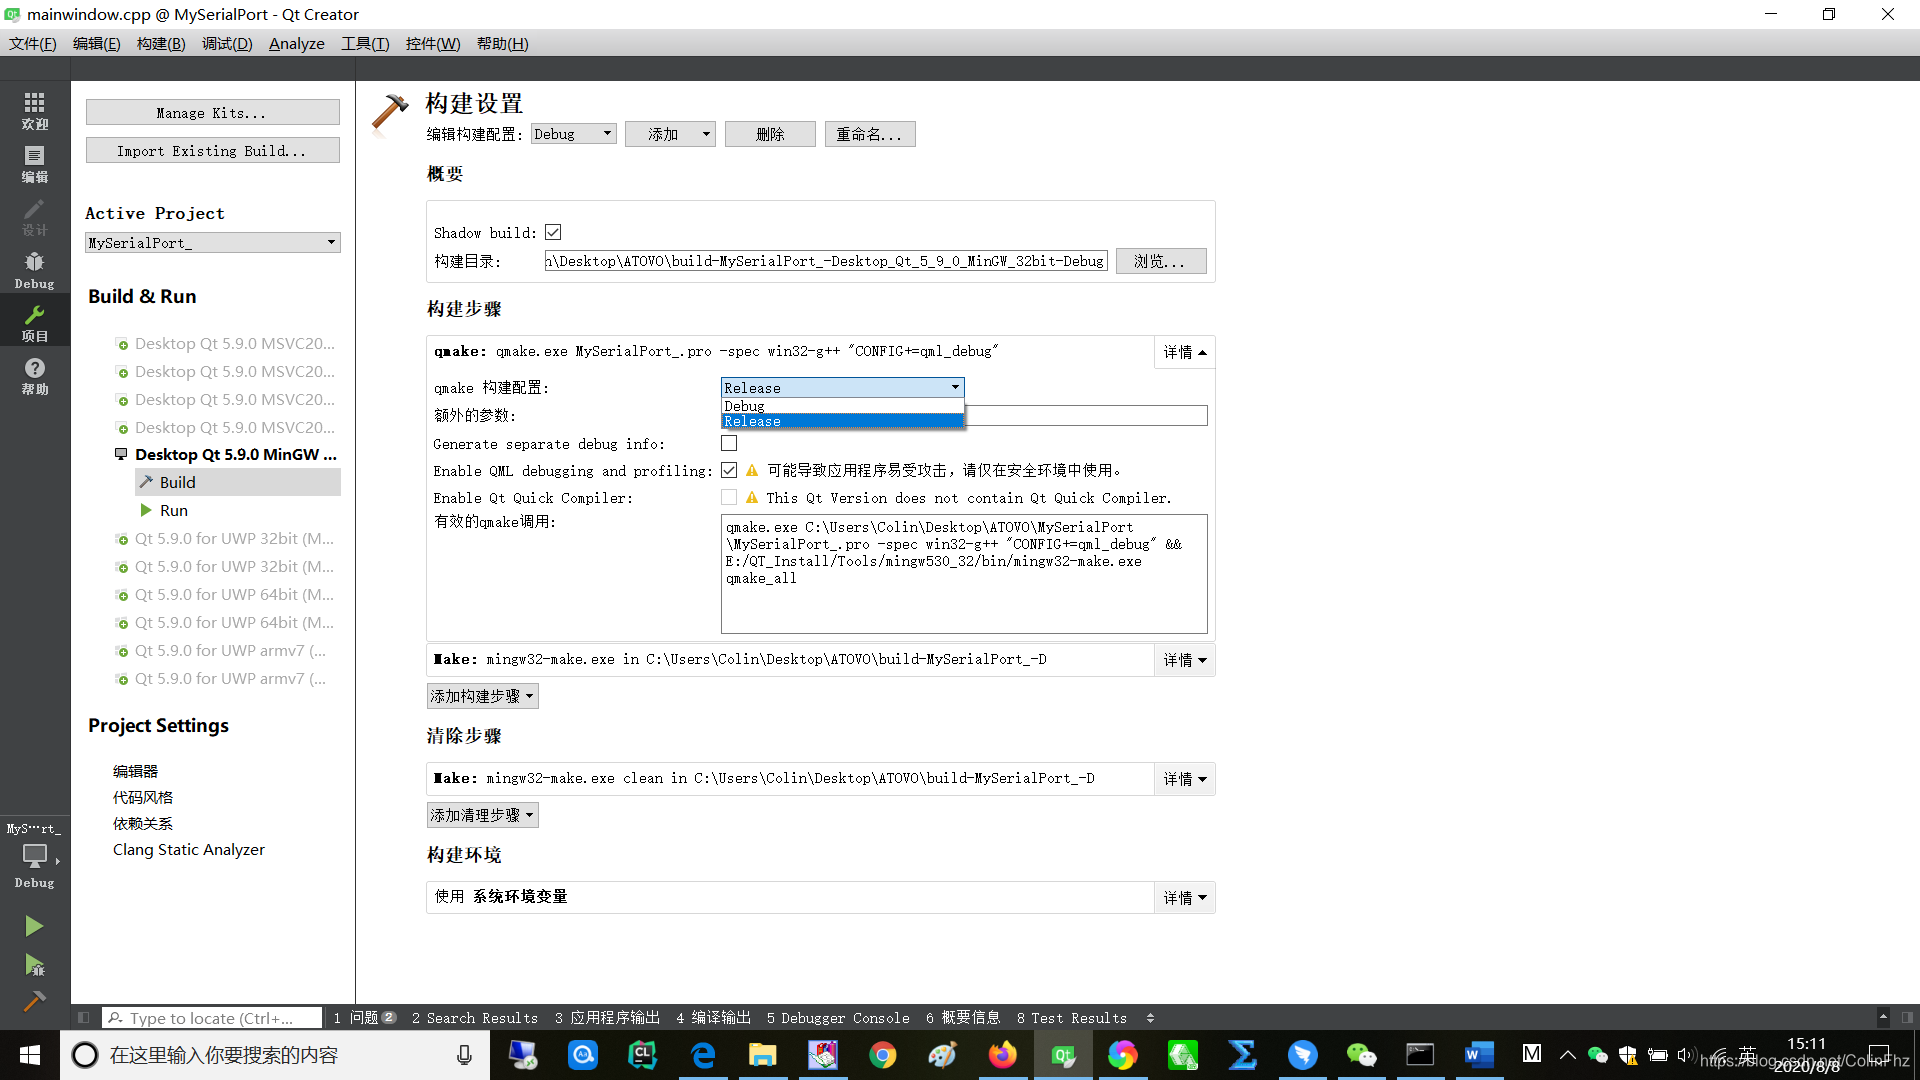 mainwindow.cpp @ MySerialPort - Qt Creator
文件(F) 编辑(E) 构建(B) 调试(D) Analyze 工具(T) 控件(W) 帮助(H)
欢迎
编辑
设计
Debug
项目
帮助
MyS···rt_
Debug
Manage Kits...
Import Existing Build...
Active Project
MySerialPort_
Build & Run
Desktop Qt 5.9.0 MSVC20...
Desktop Qt 5.9.0 MSVC20...
Desktop Qt 5.9.0 MSVC20...
Desktop Qt 5.9.0 MSVC20...
Desktop Qt 5.9.0 MinGW ...
Build
Run
Qt 5.9.0 for UWP 32bit (M...
Qt 5.9.0 for UWP 32bit (M...
Qt 5.9.0 for UWP 64bit (M...
Qt 5.9.0 for UWP 64bit (M...
Qt 5.9.0 for UWP armv7 (...
Qt 5.9.0 for UWP armv7 (...
Project Settings
编辑器
代码风格
依赖关系
Clang Static Analyzer
构建设置
编辑构建配置: Debug 添加 删除 重命名...
概要
Shadow build:
构建目录: n\Desktop\ATOVO\build-MySerialPort_-Desktop_Qt_5_9_0_MinGW_32bit-Debug 浏览...
构建步骤
qmake: qmake.exe MySerialPort_.pro -spec win32-g++ "CONFIG+=qml_debug" 详情
qmake 构建配置: Release
Debug
额外的参数: Release
Generate separate debug info:
Enable QML debugging and profiling: 可能导致应用程序易受攻击，请仅在安全环境中使用。
Enable Qt Quick Compiler: This Qt Version does not contain Qt Quick Compiler.
有效的qmake调用:
qmake.exe C:\Users\Colin\Desktop\ATOVO\MySerialPort
\MySerialPort_.pro -spec win32-g++ "CONFIG+=qml_debug" &&
E:/QT_Install/Tools/mingw530_32/bin/mingw32-make.exe
qmake_all
Make: mingw32-make.exe in C:\Users\Colin\Desktop\ATOVO\build-MySerialPort_-D 详情
添加构建步骤
清除步骤
Make: mingw32-make.exe clean in C:\Users\Colin\Desktop\ATOVO\build-MySerialPort_-D 详情
添加清理步骤
构建环境
使用 系统环境变量 详情
Type to locate (Ctrl+... 1 问题 2 2 Search Results 3 应用程序输出 4 编译输出 5 Debugger Console 6 概要信息 8 Test Results
在这里输入你要搜索的内容
英
15:11
2020/8/8
https://blog.csdn.net/ColinFhz